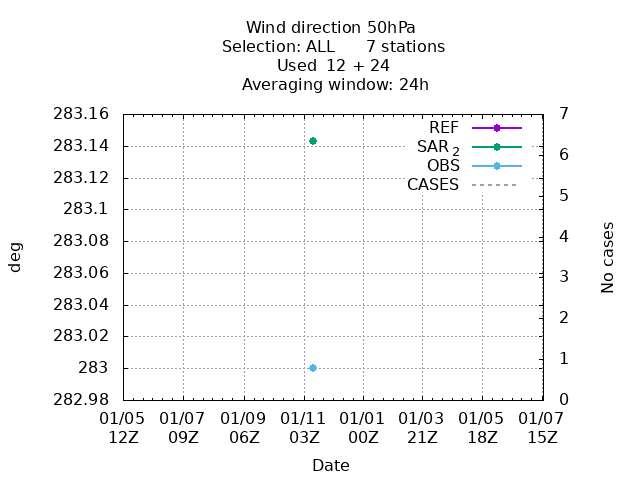 Wind direction 50hPa
Selection: ALL 7 stations
Used 12 + 24
Averaging window: 24h
283.16
283.14
283.12
283.1
283.08
283.06
283.04
283.02
283
282.98
deg
7
6
5
4
3
2
1
0
No cases
REF
SAR 2
OBS
CASES
01/05 01/07 01/09 01/11 01/01 01/03 01/05 01/07
12Z 09Z 06Z 03Z 00Z 21Z 18Z 15Z
Date